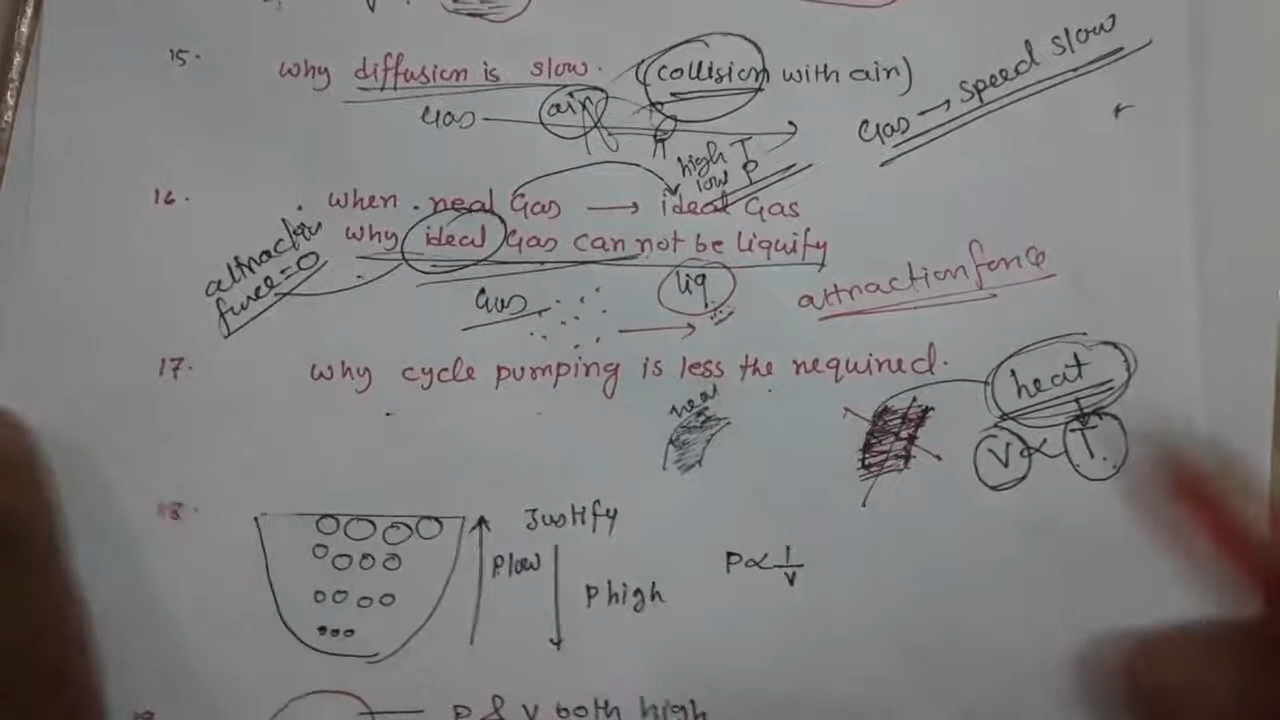 15. why diffusion is slow. (collision with air)
Gas air
Gas → speed slow
high T
low P
16. when real Gas → ideal Gas
why ideal Gas can not be liquify
attraction
force=0
Gas → liq.
attraction force
17. why cycle pumping is less the required.
heat
heat
V ∝ T.
18. Justify
P low
P high
P ∝ 1/V
P & V both high